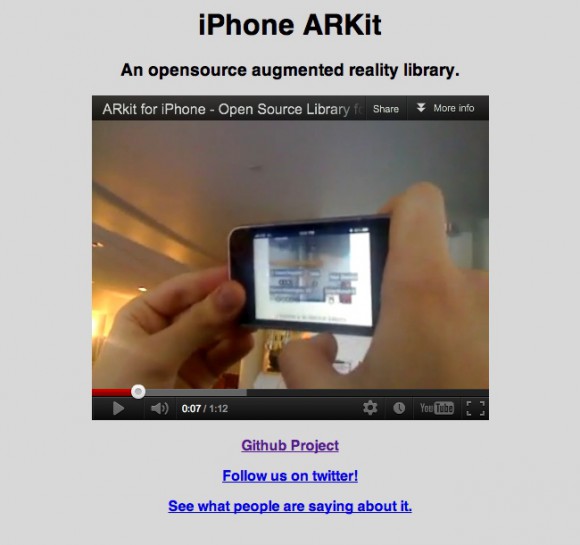 iPhone ARKit
An opensource augmented reality library.
ARkit for iPhone - Open Source Library f
Share
More info
0:07 / 1:12
YouTube
Github Project
Follow us on twitter!
See what people are saying about it.